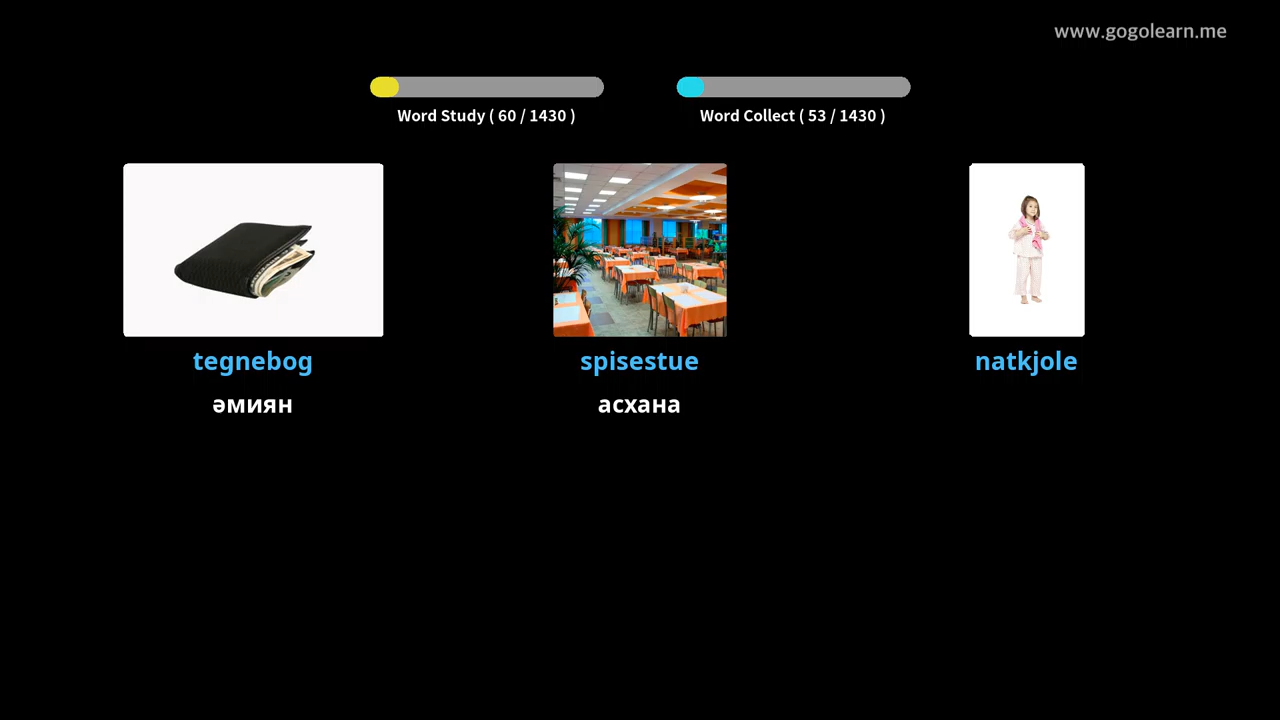 www.gogolearn.me
Word Study ( 60 / 1430 )
Word Collect ( 53 / 1430 )
tegnebog
spisestue
natkjole
әмиян
асхана